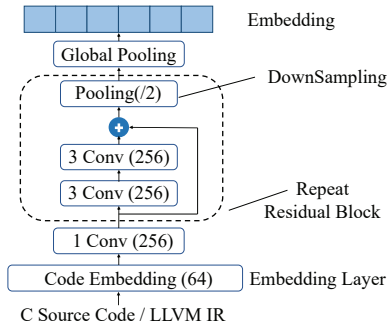 Embedding
Global Pooling
Pooling(/2)
DownSampling
3 Conv (256)
3 Conv (256)
Repeat
Residual Block
1 Conv (256)
Code Embedding (64)
Embedding Layer
C Source Code / LLVM IR